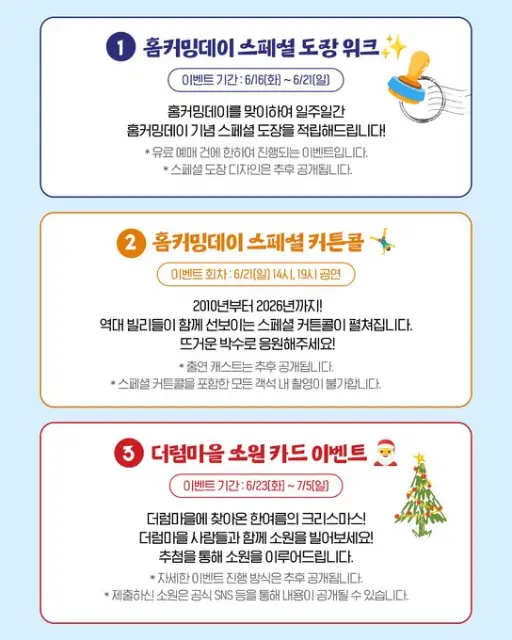 1 홈커밍데이 스페셜 도장 위크
이벤트 기간 : 6/16(화) ~ 6/21(일)
홈커밍데이를 맞이하여 일주일간
홈커밍데이 기념 스페셜 도장을 적립해드립니다!
* 유료 예매 건에 한하여 진행되는 이벤트입니다.
* 스페셜 도장 디자인은 추후 공개됩니다.
2 홈커밍데이 스페셜 커튼콜
이벤트 회차 : 6/21(일) 14시, 19시 공연
2010년부터 2026년까지!
역대 빌리들이 함께 선보이는 스페셜 커튼콜이 펼쳐집니다.
뜨거운 박수로 응원해주세요!
* 출연 캐스트는 추후 공개됩니다.
* 스페셜 커튼콜을 포함한 모든 객석 내 촬영이 불가합니다.
3 더럼마을 소원 카드 이벤트
이벤트 기간 : 6/23(화) ~ 7/5(일)
더럼마을에 찾아온 한여름의 크리스마스!
더럼마을 사람들과 함께 소원을 빌어보세요!
추첨을 통해 소원을 이루어드립니다.
* 자세한 이벤트 진행 방식은 추후 공개됩니다.
* 제출하신 소원은 공식 SNS 등을 통해 내용이 공개될 수 있습니다.